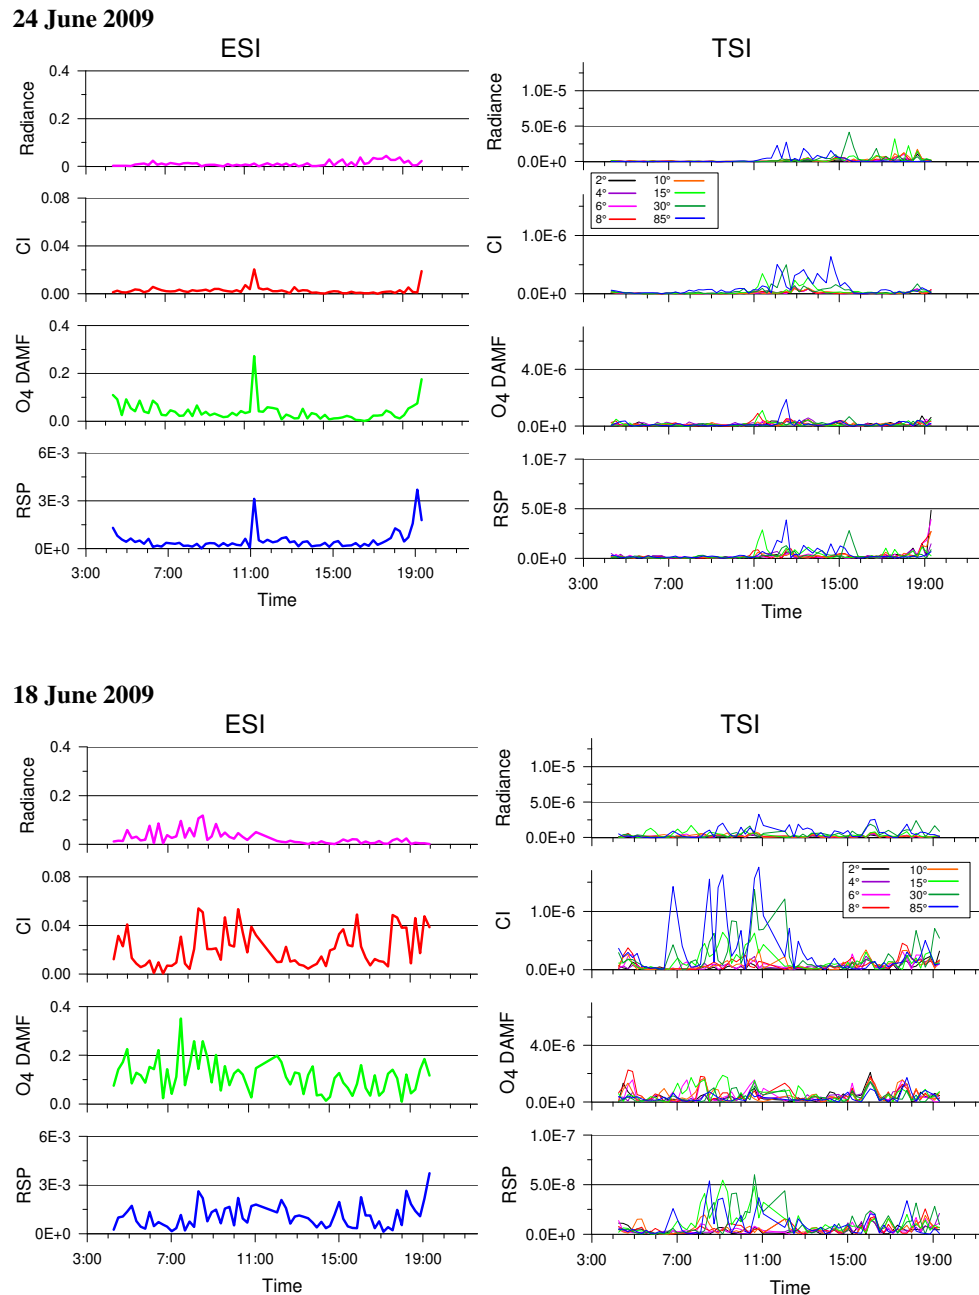 24 June 2009
ESI
TSI
Radiance
0.4
0.2
0
Radiance
1.0E-5
5.0E-6
0.0E+0
2° 10°
4° 15°
6° 30°
8° 85°
CI
0.08
0.04
0.00
CI
1.0E-6
0.0E+0
O4 DAMF
0.4
0.2
0.0
O4 DAMF
4.0E-6
0.0E+0
RSP
6E-3
3E-3
0E+0
3:00 7:00 11:00 15:00 19:00
Time
RSP
1.0E-7
5.0E-8
0.0E+0
3:00 7:00 11:00 15:00 19:00
Time
18 June 2009
ESI
TSI
Radiance
0.4
0.2
0
Radiance
1.0E-5
5.0E-6
0.0E+0
CI
0.08
0.04
0.00
CI
1.0E-6
0.0E+0
2° 10°
4° 15°
6° 30°
8° 85°
O4 DAMF
0.4
0.2
0.0
O4 DAMF
4.0E-6
0.0E+0
RSP
6E-3
3E-3
0E+0
3:00 7:00 11:00 15:00 19:00
Time
RSP
1.0E-7
5.0E-8
0.0E+0
3:00 7:00 11:00 15:00 19:00
Time